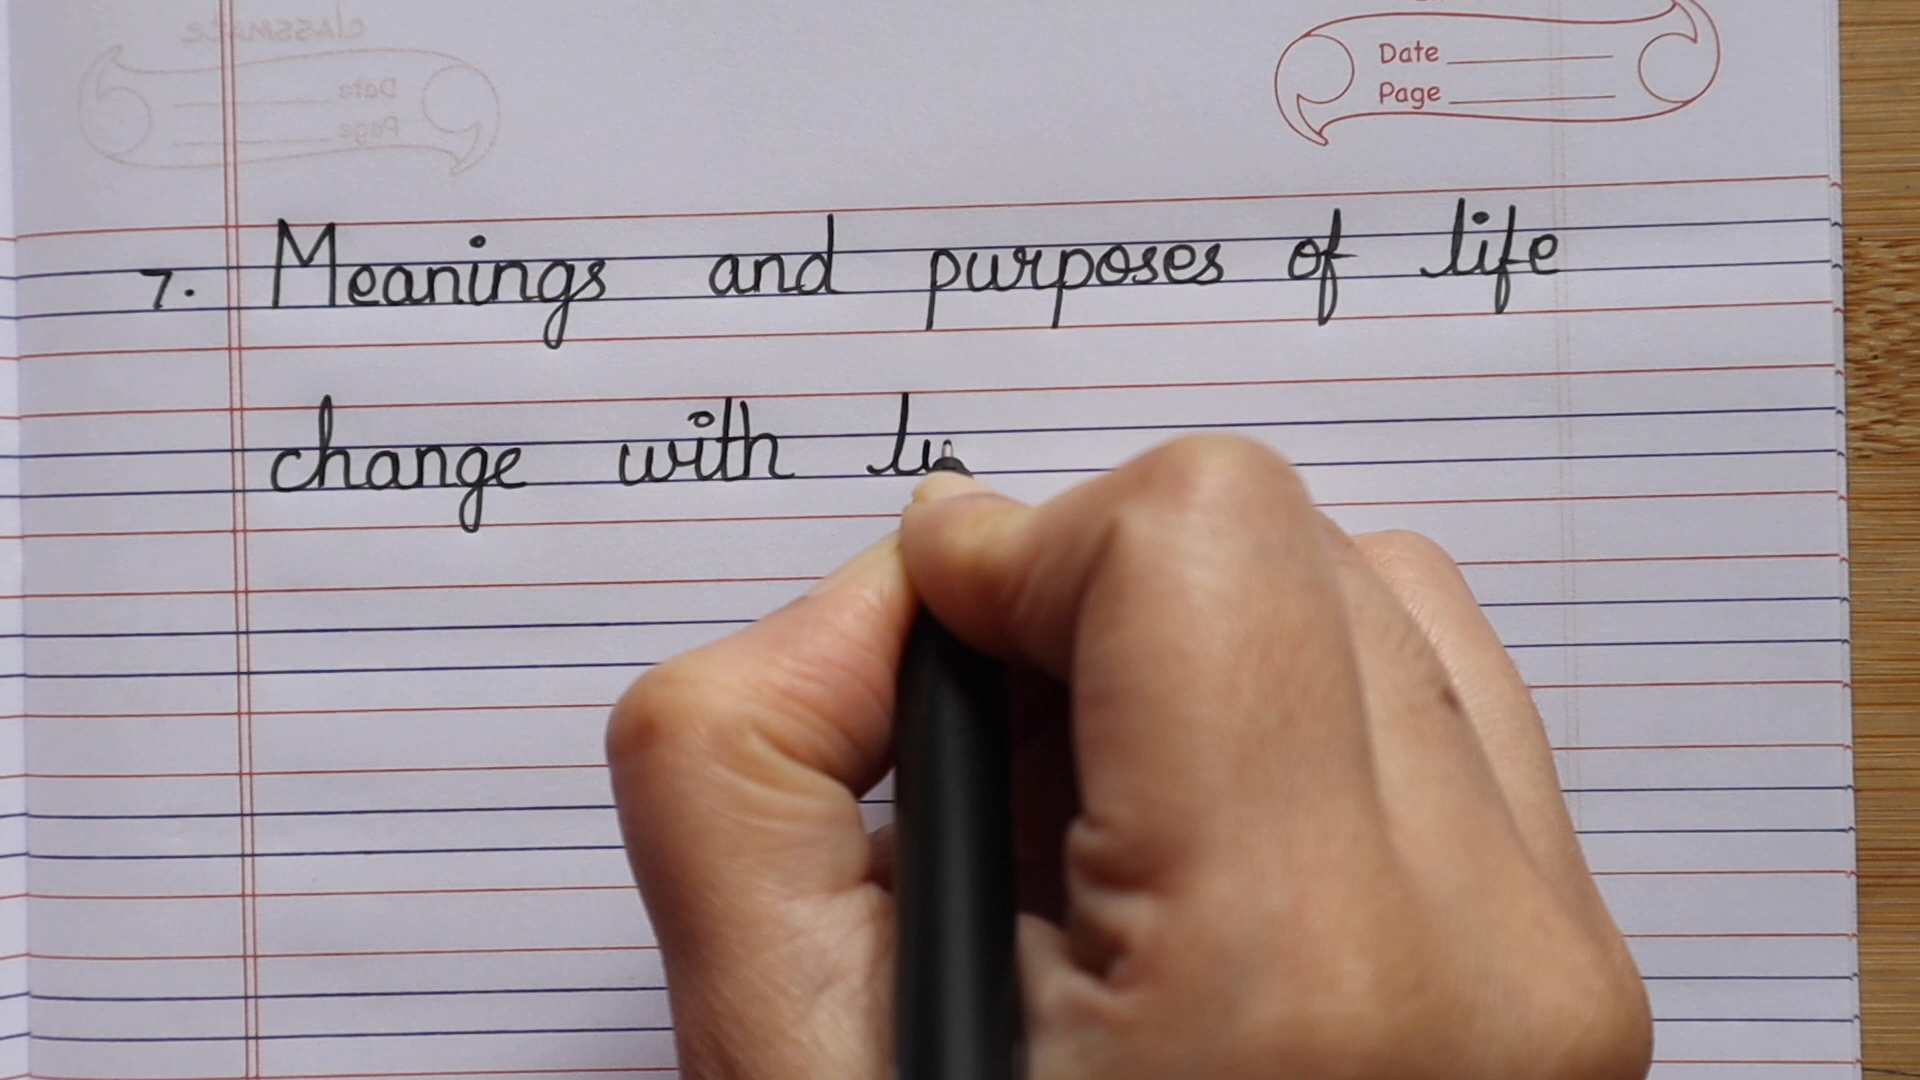 Date
Page
7. Meanings and purposes of life
change with